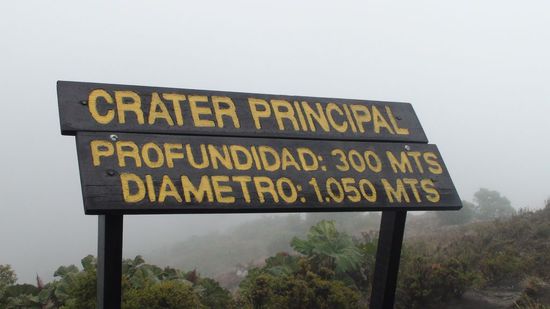 CRATER PRINCIPAL
PROFUNDIDAD: 300 MTS
DIAMETRO: 1.050 MTS